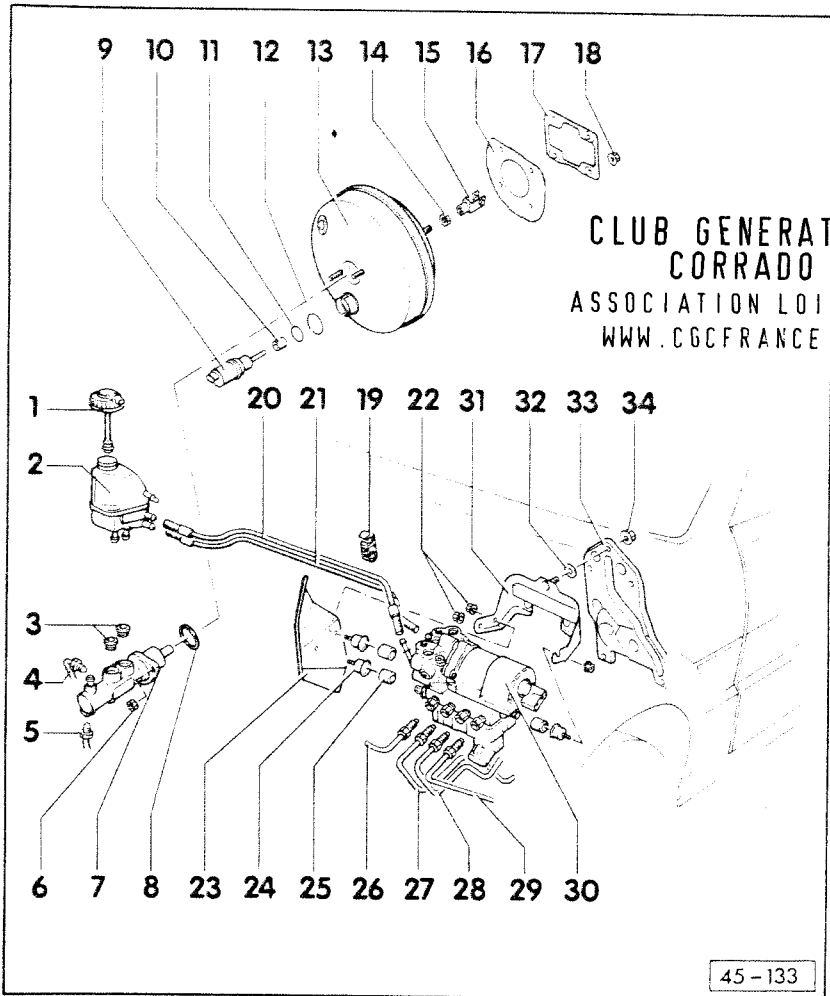 9 10 11 12 13 14 15 16 17 18
CLUB GENERAT
CORRADO
ASSOCIATION LOI
WWW.CGCFRANCE
1
20 21 19 22 31 32 33 34
2
3
4
5
6 7 8 23 24 25 26 27 28 29 30
45-133